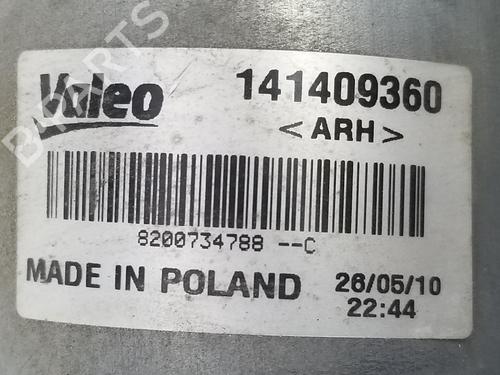 Valeo
141409360
<ARH>
8200734788 --C
MADE IN POLAND
26/05/10
22:44